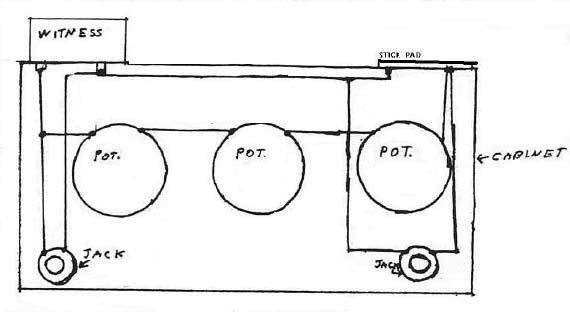 WITNESS
STICK PAD
POT.
POT.
POT.
CABINET
JACK
JACK